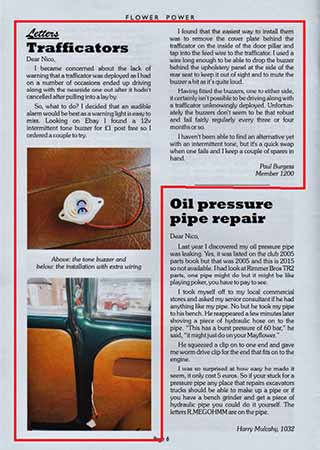 FLOWER POWER
Letters
Trafficators
Dear Nico,
I became concerned about the lack of
warning that a trafficator was deployed as I had
on a number of occasions ended up driving
along with the nearside one out after it hadn't
cancelled after pulling into a lay by.
So, what to do? I decided that an audible
alarm would be best as a warning light is easy to
miss. Looking on Ebay I found a 12v
intermittent tone buzzer for £1 post free so I
ordered a couple to try.
Above: the tone buzzer and
below: the installation with extra wiring
I found that the easiest way to install them
was to remove the cover plate behind the
trafficator on the inside of the door pillar and
tap into the feed wire to the trafficator. I used a
wire long enough to be able to drop the buzzer
behind the upholstery panel at the side of the
rear seat to keep it out of sight and to mute the
buzzer a bit as it's quite loud.
Having fitted the buzzers, one to either side,
it certainly isn't possible to be driving along with
a trafficator unknowingly deployed. Unfortun-
ately the buzzers don't seem to be that robust
and fail fairly regularly every three or four
months or so.
I haven't been able to find an alternative yet
with an intermittent tone, but it's a quick swap
when one fails and I keep a couple of spares in
hand.
Paul Burgess
Member 1200
Oil pressure
pipe repair
Dear Nico,
Last year I discovered my oil pressure pipe
was leaking. Yes, it was listed on the club 2005
parts book but that was 2005 and this is 2015
so not available. I had look at Rimmer Bros TR2
parts, one pipe might do but it might be like
playing poker, you have to pay to see.
I took myself off to my local commercial
stores and asked my senior consultant if he had
anything like my pipe. No but he took my pipe
to his bench. He reappeared a few minutes later
shoving a piece of hydraulic hose on to the
pipe. "This has a burst pressure of 60 bar," he
said, "it might just do on your Mayflower."
He squeezed a clip on to one end and gave
me worm drive clip for the end that fits on to the
engine.
I was so surprised at how easy he made it
seem, it only cost 5 euros. So if your stuck for a
pressure pipe any place that repairs excavators
trucks should be able to make up a pipe or if
you have a bench grinder and get a piece of
hydraulic pipe you could do it yourself. The
letters R.MEGOHMM are on the pipe.
Harry Mulcahy, 1032
Page 6